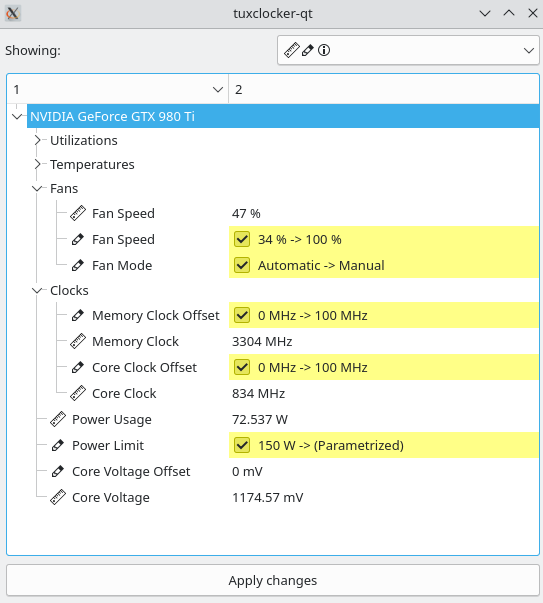 tuxclocker-qt
Showing:
1 2
NVIDIA GeForce GTX 980 Ti
Utilizations
Temperatures
Fans
Fan Speed 47 %
Fan Speed 34 % -> 100 %
Fan Mode Automatic -> Manual
Clocks
Memory Clock Offset 0 MHz -> 100 MHz
Memory Clock 3304 MHz
Core Clock Offset 0 MHz -> 100 MHz
Core Clock 834 MHz
Power Usage 72.537 W
Power Limit 150 W -> (Parametrized)
Core Voltage Offset 0 mV
Core Voltage 1174.57 mV
Apply changes